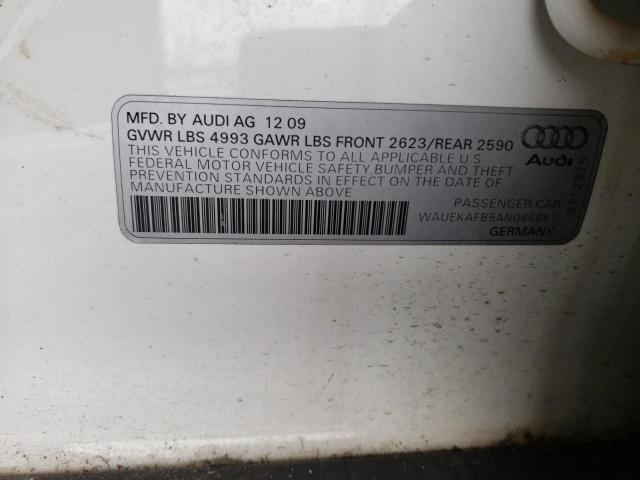 MFD. BY AUDI AG 12 09
GVWR LBS 4993 GAWR LBS FRONT 2623/REAR 2590
THIS VEHICLE CONFORMS TO ALL APPLICABLE U.S
FEDERAL MOTOR VEHICLE SAFETY,BUMPER AND THEFT
PREVENTION STANDARDS IN EFFECT ON THE DATE OF
MANUFACTURE SHOWN ABOVE
Audi
PASSENGER CAR
WAUEKAFB5AN046861
GERMANY
5112315